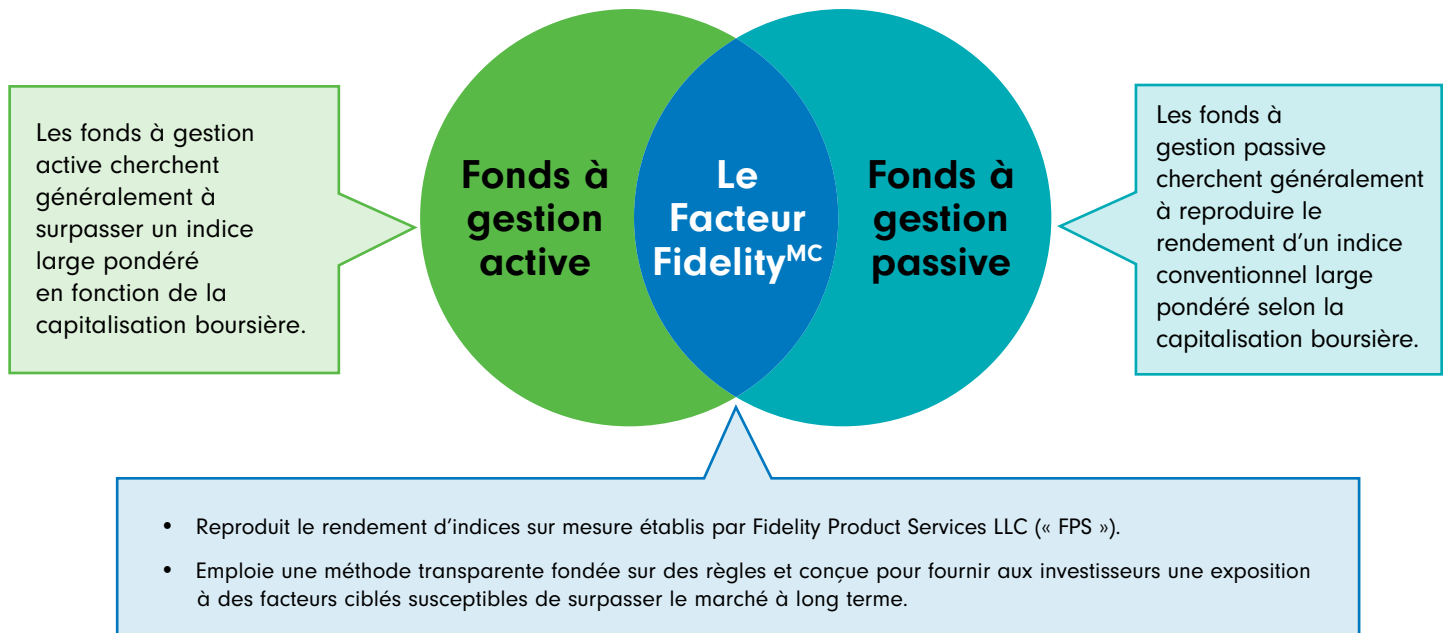 Les fonds à gestion
active cherchent
généralement à
surpasser un indice
large pondéré
en fonction de la
capitalisation boursière.
Fonds à
gestion
active
Le
Facteur
Fidelityᴹᶜ
Fonds à
gestion
passive
Les fonds à
gestion passive
cherchent généralement
à reproduire le
rendement d’un indice
conventionnel large
pondéré selon la
capitalisation boursière.
• Reproduit le rendement d’indices sur mesure établis par Fidelity Product Services LLC (« FPS »).
• Emploie une méthode transparente fondée sur des règles et conçue pour fournir aux investisseurs une exposition
à des facteurs ciblés susceptibles de surpasser le marché à long terme.